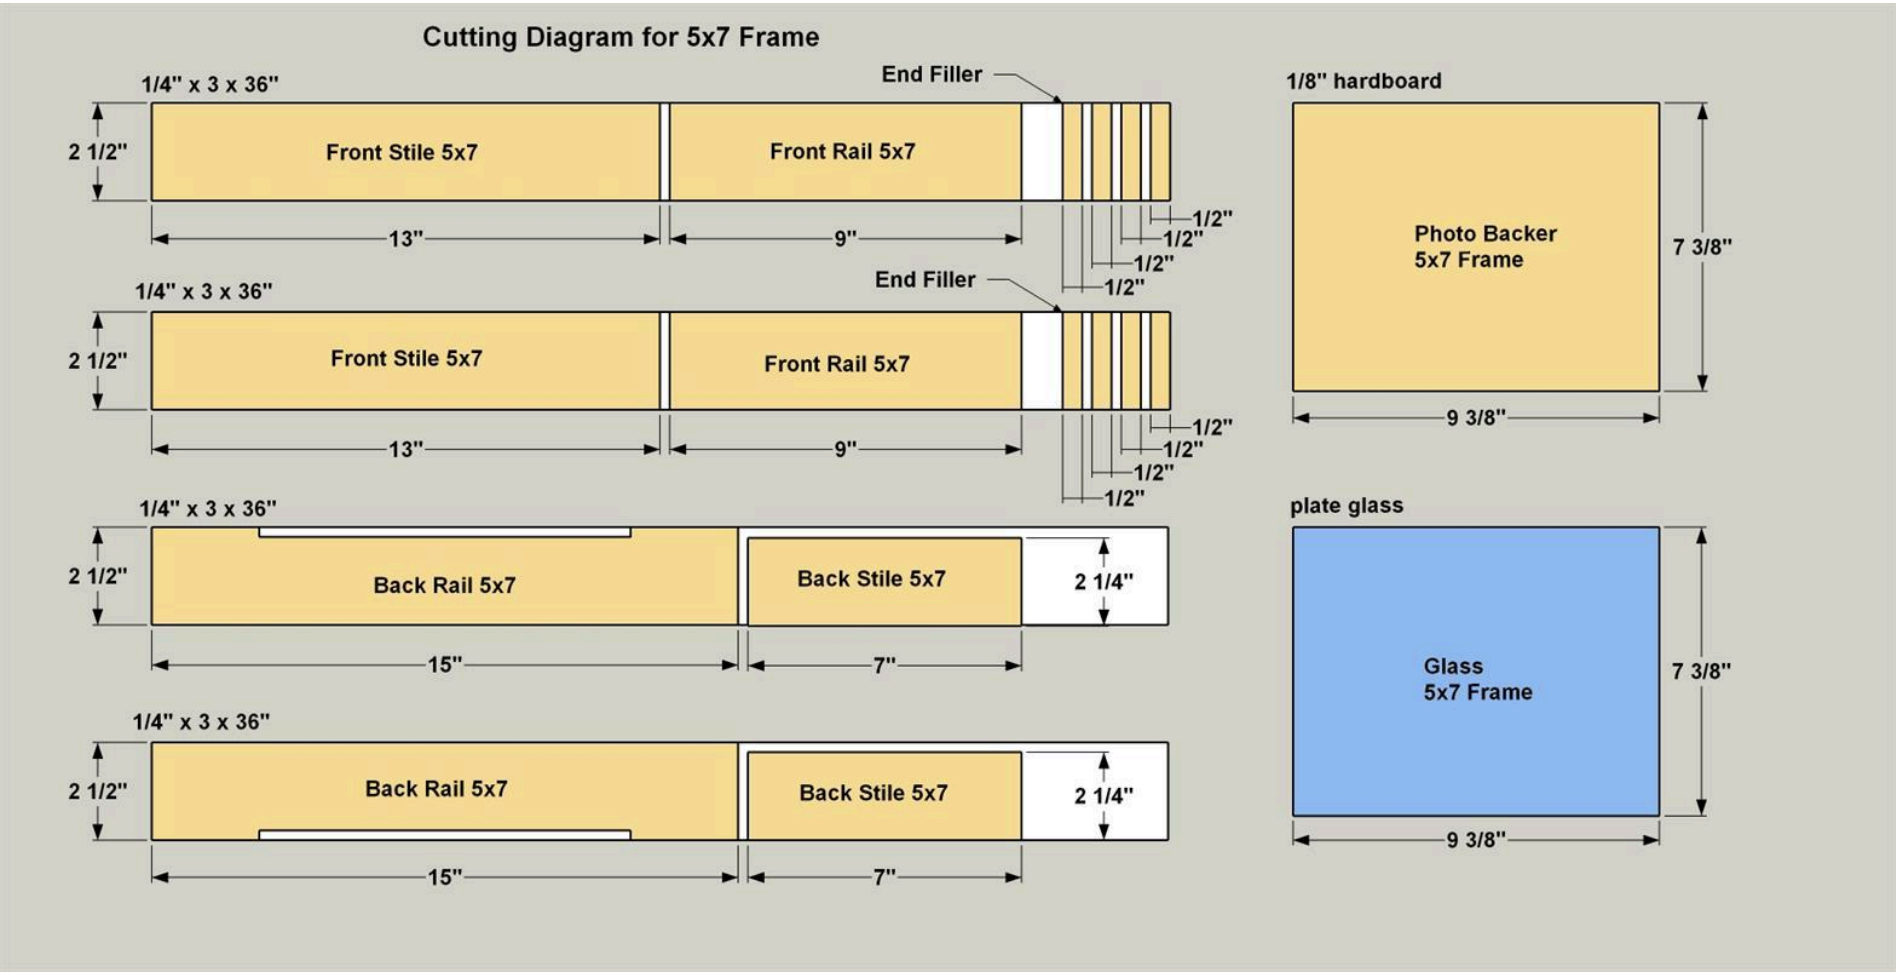 Cutting Diagram for 5x7 Frame
1/4" x 3 x 36"
End Filler
2 1/2"
Front Stile 5x7
Front Rail 5x7
13"
9"
1/2"
1/2"
1/2"
1/2"
1/4" x 3 x 36"
End Filler
2 1/2"
Front Stile 5x7
Front Rail 5x7
13"
9"
1/2"
1/2"
1/2"
1/2"
1/4" x 3 x 36"
2 1/2"
Back Rail 5x7
Back Stile 5x7
2 1/4"
15"
7"
1/4" x 3 x 36"
2 1/2"
Back Rail 5x7
Back Stile 5x7
2 1/4"
15"
7"
1/8" hardboard
Photo Backer
5x7 Frame
7 3/8"
9 3/8"
plate glass
Glass
5x7 Frame
7 3/8"
9 3/8"